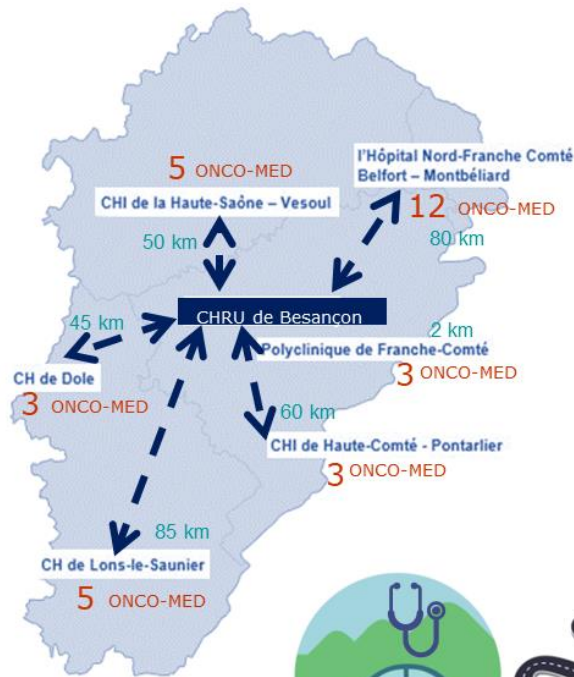 5 ONCO-MED
CHI de la Haute-Saône – Vesoul
50 km
l'Hôpital Nord-Franche Comté
Belfort – Montbéliard
12 ONCO-MED
80 km
CHRU de Besançon
45 km
CH de Dole
3 ONCO-MED
2 km
Polyclinique de Franche-Comté
3 ONCO-MED
60 km
CHI de Haute-Comté - Pontarlier
3 ONCO-MED
85 km
CH de Lons-le-Saunier
5 ONCO-MED